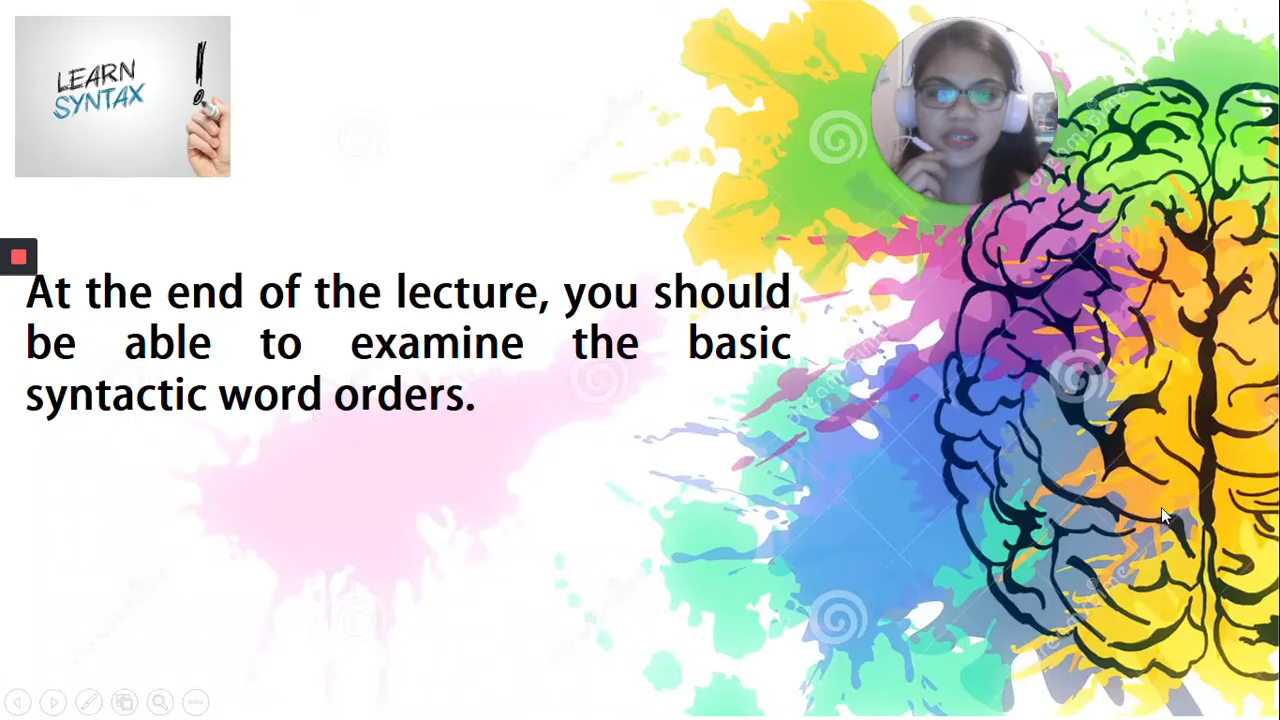 LEARN
SYNTAX
At the end of the lecture, you should
be able to examine the basic
syntactic word orders.